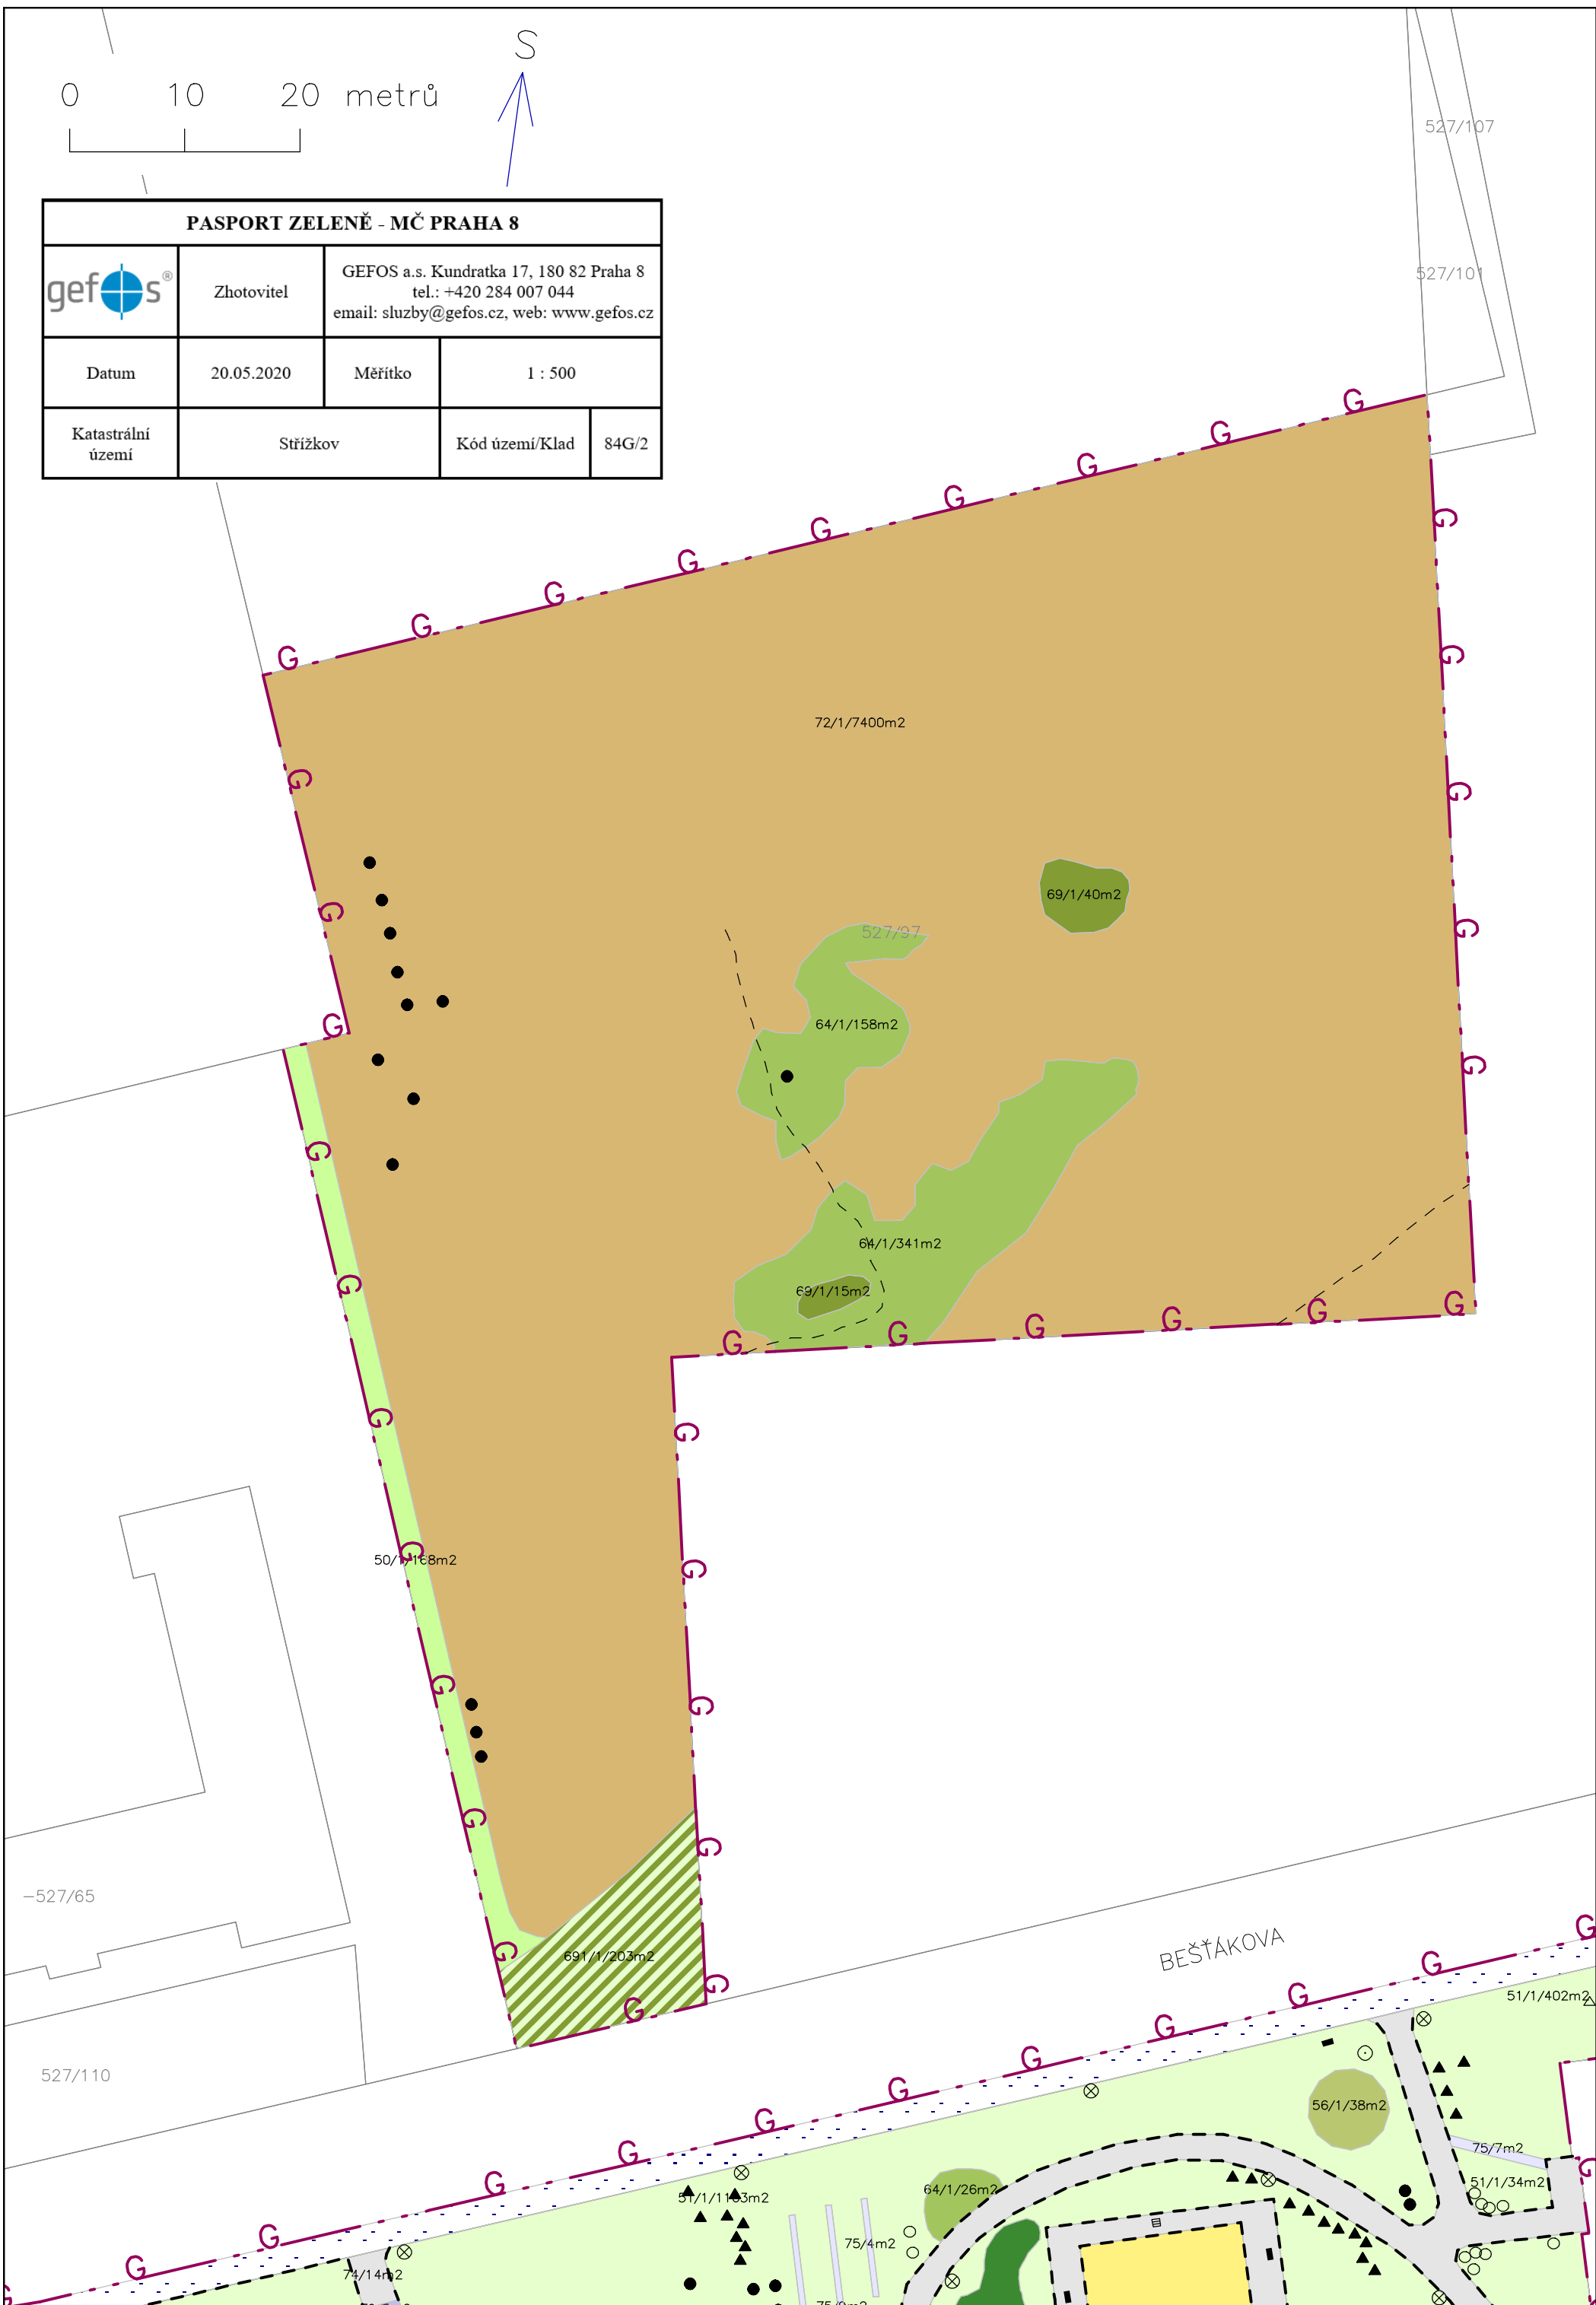 S
0 10 20 metrů
527/107
PASPORT ZELENĚ - MČ PRAHA 8
gefos®
Zhotovitel
GEFOS a.s. Kundratka 17, 180 82 Praha 8
tel.: +420 284 007 044
email: sluzby@gefos.cz, web: www.gefos.cz
527/101
Datum 20.05.2020 Měřítko 1 : 500
Katastrální
území
Střížkov Kód území/Klad 84G/2
G G G G G G G G G
G
G
72/1/7400m2
G
G
69/1/40m2
G
527/97
G
64/1/158m2
G
G
G
64/1/341m2
G
69/1/15m2
G G G G G G
G
G
50/1/168m2
G
G
G
G
G
G
-527/65
691/1/203m2
G
G
G
BEŠŤÁKOVA
527/110
G G G G G G G G G G G G
51/1/402m2
56/1/38m2
75/7m2
G
51/1/34m2
64/1/26m2
75/4m2
74/14m2
G